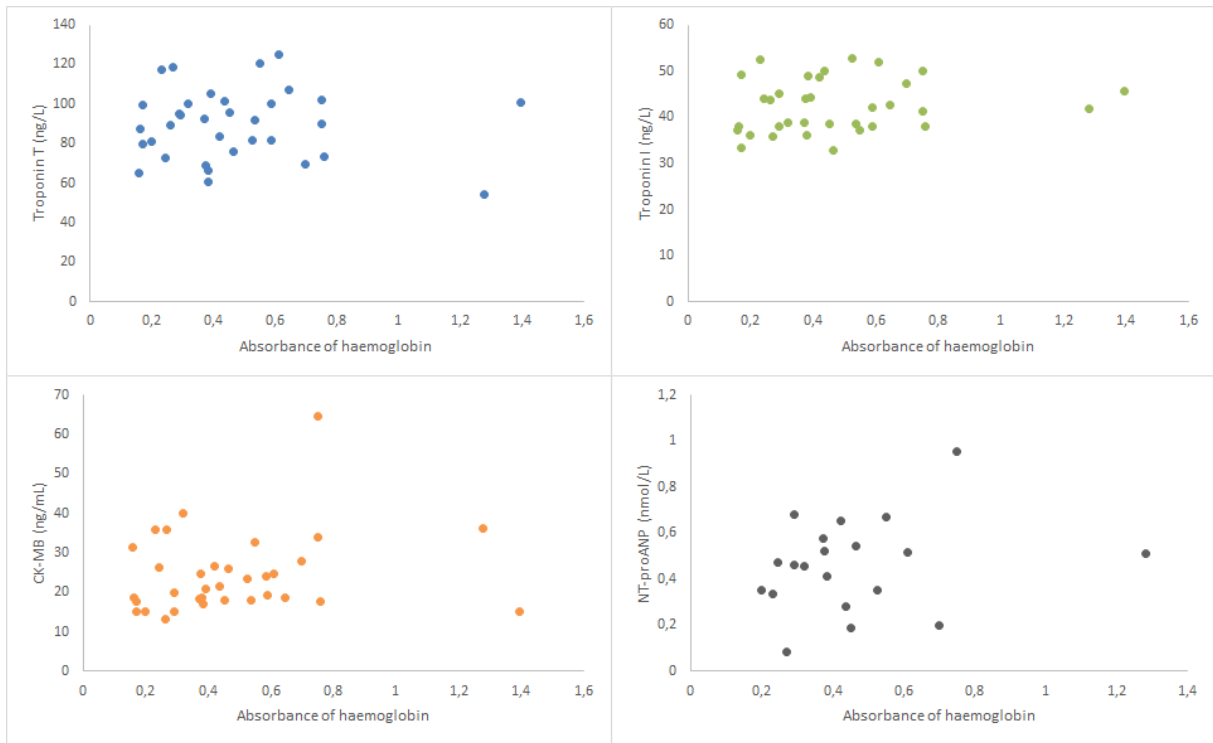 140
120
100
80
60
40
20
0
Troponin T (ng/L)
0 0,2 0,4 0,6 0,8 1 1,2 1,4 1,6
Absorbance of haemoglobin
60
50
40
30
20
10
0
Troponin I (ng/L)
0 0,2 0,4 0,6 0,8 1 1,2 1,4 1,6
Absorbance of haemoglobin
70
60
50
40
30
20
10
0
CK-MB (ng/mL)
0 0,2 0,4 0,6 0,8 1 1,2 1,4 1,6
Absorbance of haemoglobin
1,2
1
0,8
0,6
0,4
0,2
0
NT-proANP (nmol/L)
0 0,2 0,4 0,6 0,8 1 1,2 1,4
Absorbance of haemoglobin